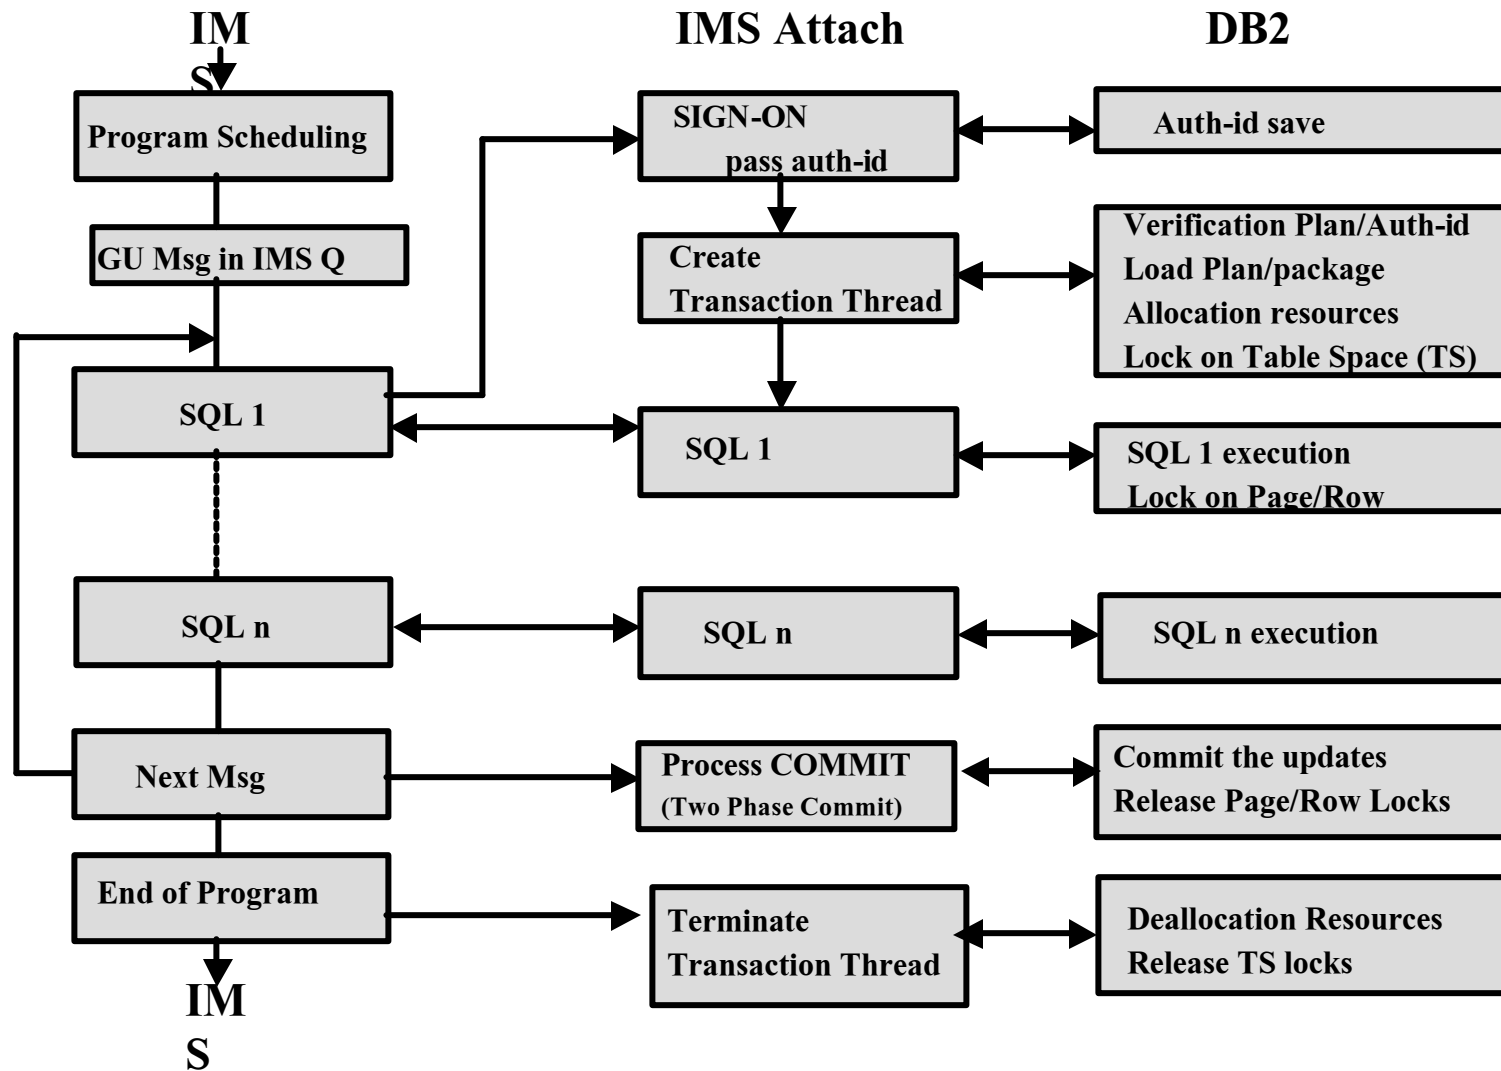 IM
S
IMS Attach
DB2
Program Scheduling
SIGN-ON
pass auth-id
Auth-id save
GU Msg in IMS Q
Create
Transaction Thread
Verification Plan/Auth-id
Load Plan/package
Allocation resources
Lock on Table Space (TS)
SQL 1
SQL 1
SQL 1 execution
Lock on Page/Row
SQL n
SQL n
SQL n execution
Next Msg
Process COMMIT
(Two Phase Commit)
Commit the updates
Release Page/Row Locks
End of Program
Terminate
Transaction Thread
Deallocation Resources
Release TS locks
IM
S